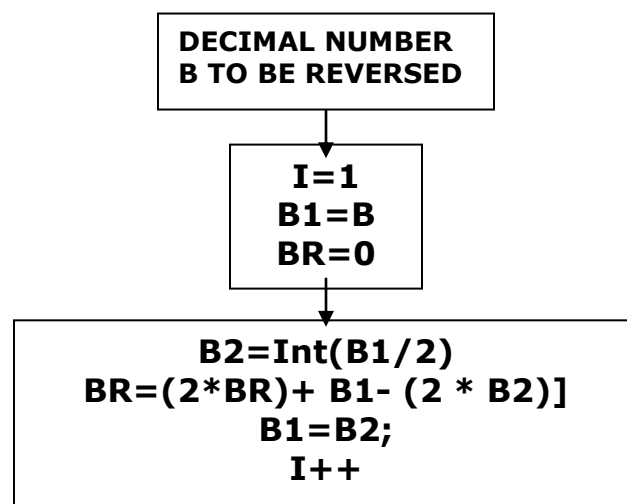 DECIMAL NUMBER
B TO BE REVERSED
I=1
B1=B
BR=0
B2=Int(B1/2)
BR=(2*BR)+ B1- (2 * B2)]
B1=B2;
I++